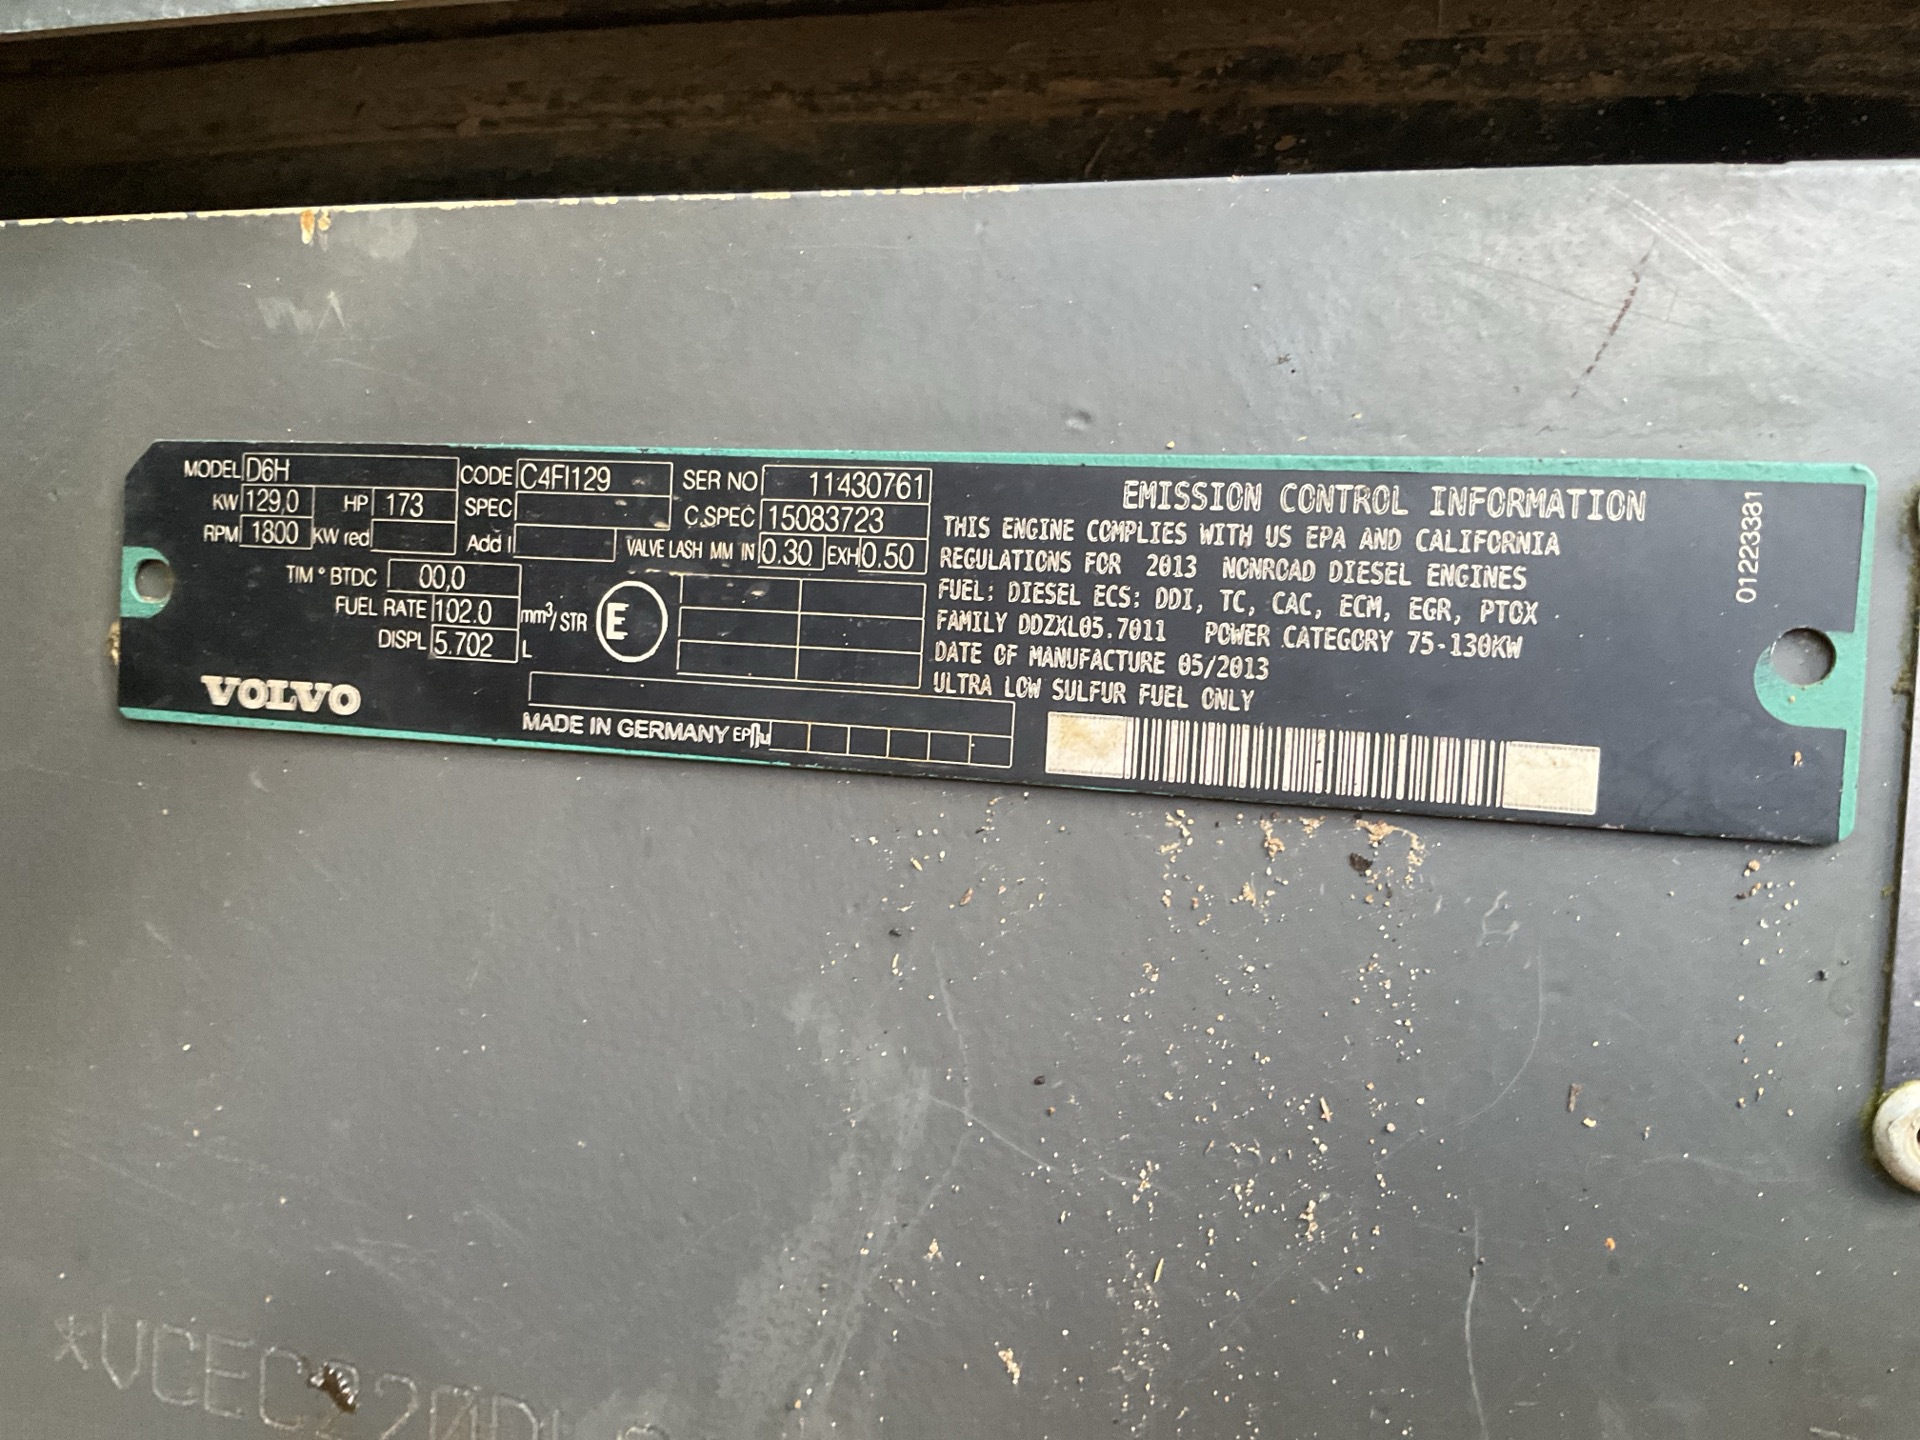 MODEL D6H CODE C4FI129 SER NO 11430761
KW 129,0 HP 173 SPEC C.SPEC 15083723
RPM 1800 KW red Add I VALVE LASH MM IN 0.30 EXH 0.50
TIM ° BTDC 00,0
FUEL RATE 102.0 mm³/STR E
DISPL 5.702 L
VOLVO
MADE IN GERMANY
EMISSION CONTROL INFORMATION
THIS ENGINE COMPLIES WITH US EPA AND CALIFORNIA
REGULATIONS FOR 2013 NONROAD DIESEL ENGINES
FUEL: DIESEL ECS: DDI, TC, CAC, ECM, EGR, PTOX
FAMILY DDZXL05.7011 POWER CATEGORY 75-130KW
DATE OF MANUFACTURE 05/2013
ULTRA LOW SULFUR FUEL ONLY
01223381